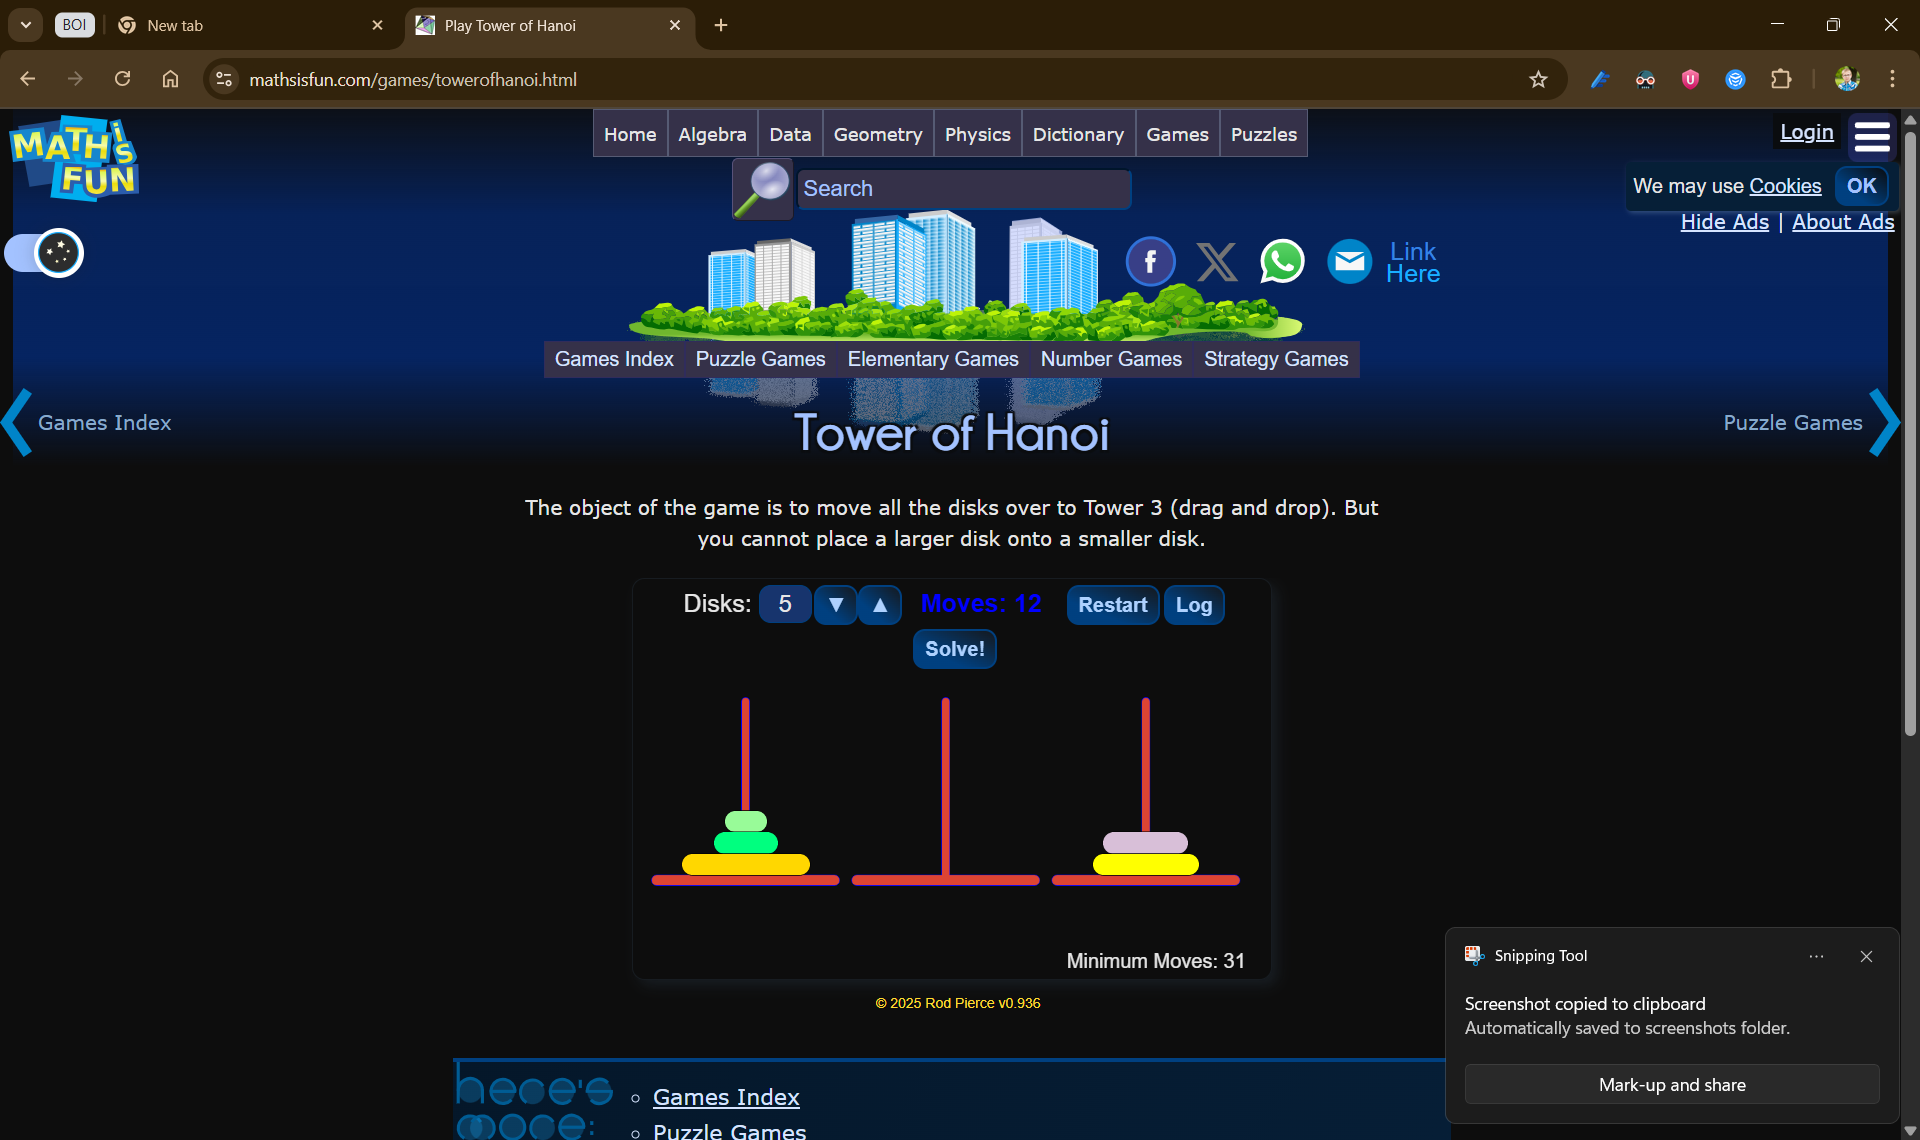 BOI
New tab
Play Tower of Hanoi
mathsisfun.com/games/towerofhanoi.html
MATH iS FUN
Home Algebra Data Geometry Physics Dictionary Games Puzzles
Login
Search
We may use Cookies OK
Hide Ads | About Ads
Link
Here
Games Index Puzzle Games Elementary Games Number Games Strategy Games
Games Index
Puzzle Games
Tower of Hanoi
The object of the game is to move all the disks over to Tower 3 (drag and drop). But
you cannot place a larger disk onto a smaller disk.
Disks: 5 ▼ ▲ Moves: 12 Restart Log
Solve!
Minimum Moves: 31
© 2025 Rod Pierce v0.936
Snipping Tool
Screenshot copied to clipboard
Automatically saved to screenshots folder.
Mark-up and share
here's
more:
Games Index
Puzzle Games